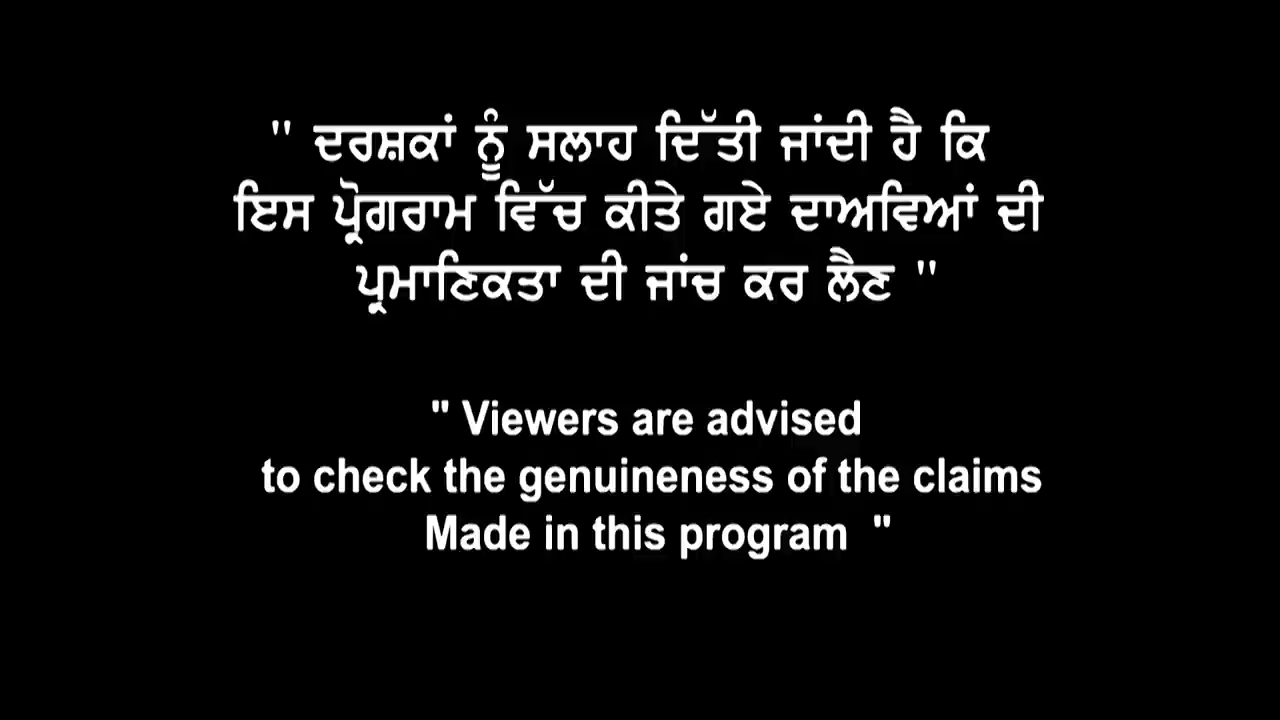 " ਦਰਸ਼ਕਾਂ ਨੂੰ ਸਲਾਹ ਦਿੱਤੀ ਜਾਂਦੀ ਹੈ ਕਿ
ਇਸ ਪ੍ਰੋਗਰਾਮ ਵਿੱਚ ਕੀਤੇ ਗਏ ਦਾਅਵਿਆਂ ਦੀ
ਪ੍ਰਮਾਣਿਕਤਾ ਦੀ ਜਾਂਚ ਕਰ ਲੈਣ "
" Viewers are advised
to check the genuineness of the claims
Made in this program "